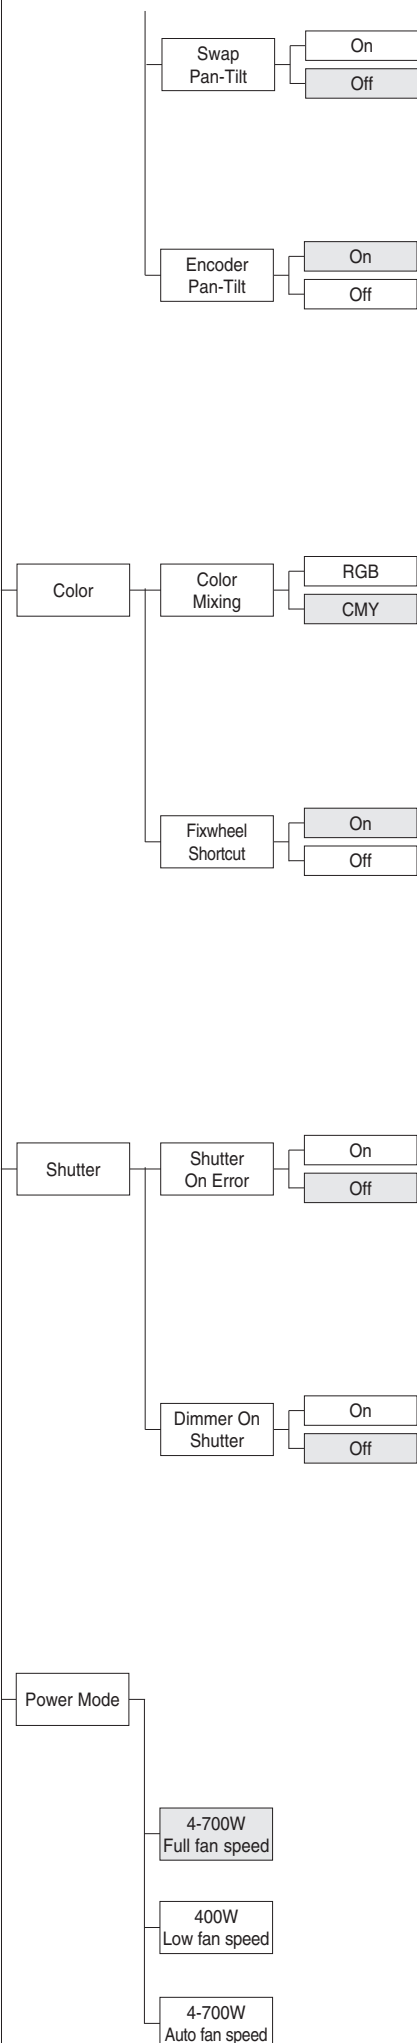 Swap
Pan-Tilt
On
Off
Encoder
Pan-Tilt
On
Off
Color
Color
Mixing
RGB
CMY
Fixwheel
Shortcut
On
Off
Shutter
Shutter
On Error
On
Off
Dimmer On
Shutter
On
Off
Power Mode
4-700W
Full fan speed
400W
Low fan speed
4-700W
Auto fan speed